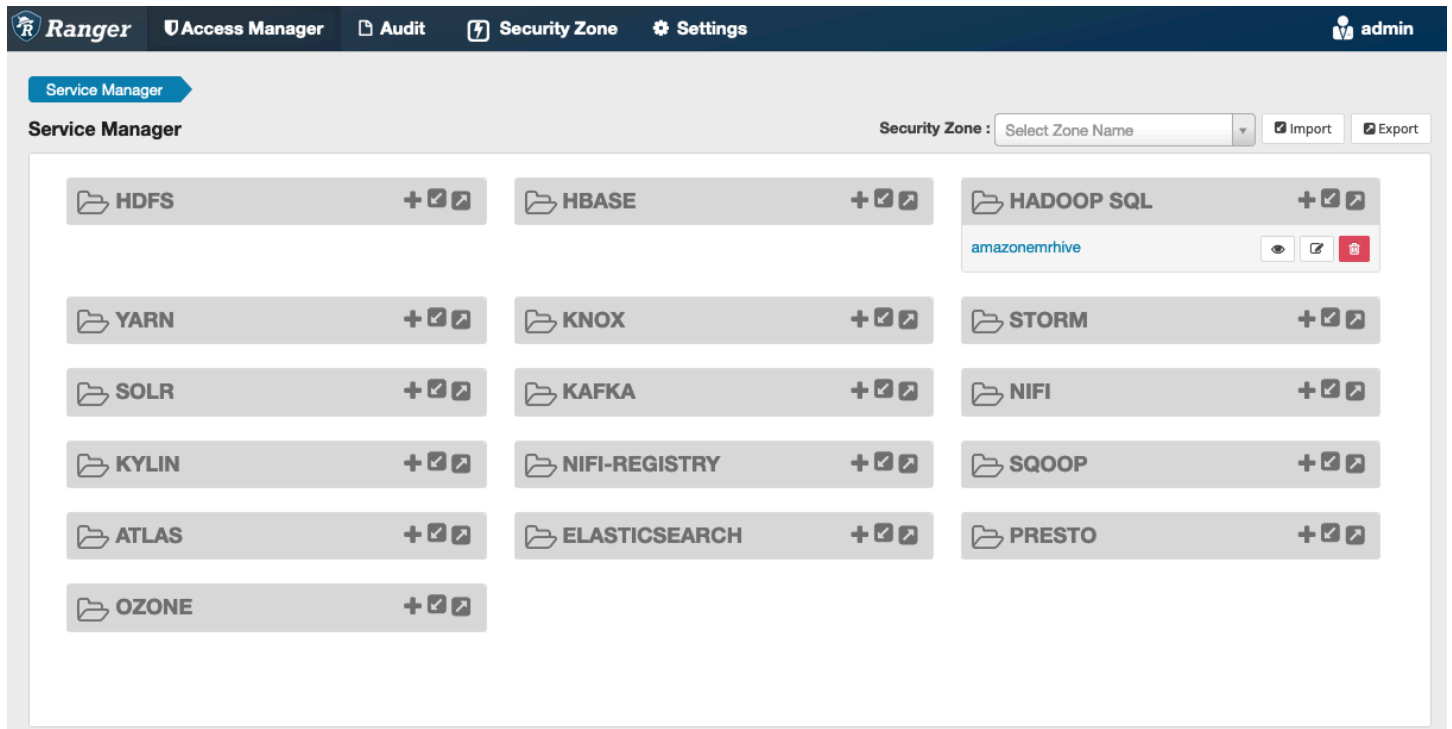 Ranger Access Manager Audit Security Zone Settings admin
Service Manager
Service Manager Security Zone : Select Zone Name Import Export
HDFS HBASE HADOOP SQL
amazonemrhive
YARN KNOX STORM
SOLR KAFKA NIFI
KYLIN NIFI-REGISTRY SQOOP
ATLAS ELASTICSEARCH PRESTO
OZONE